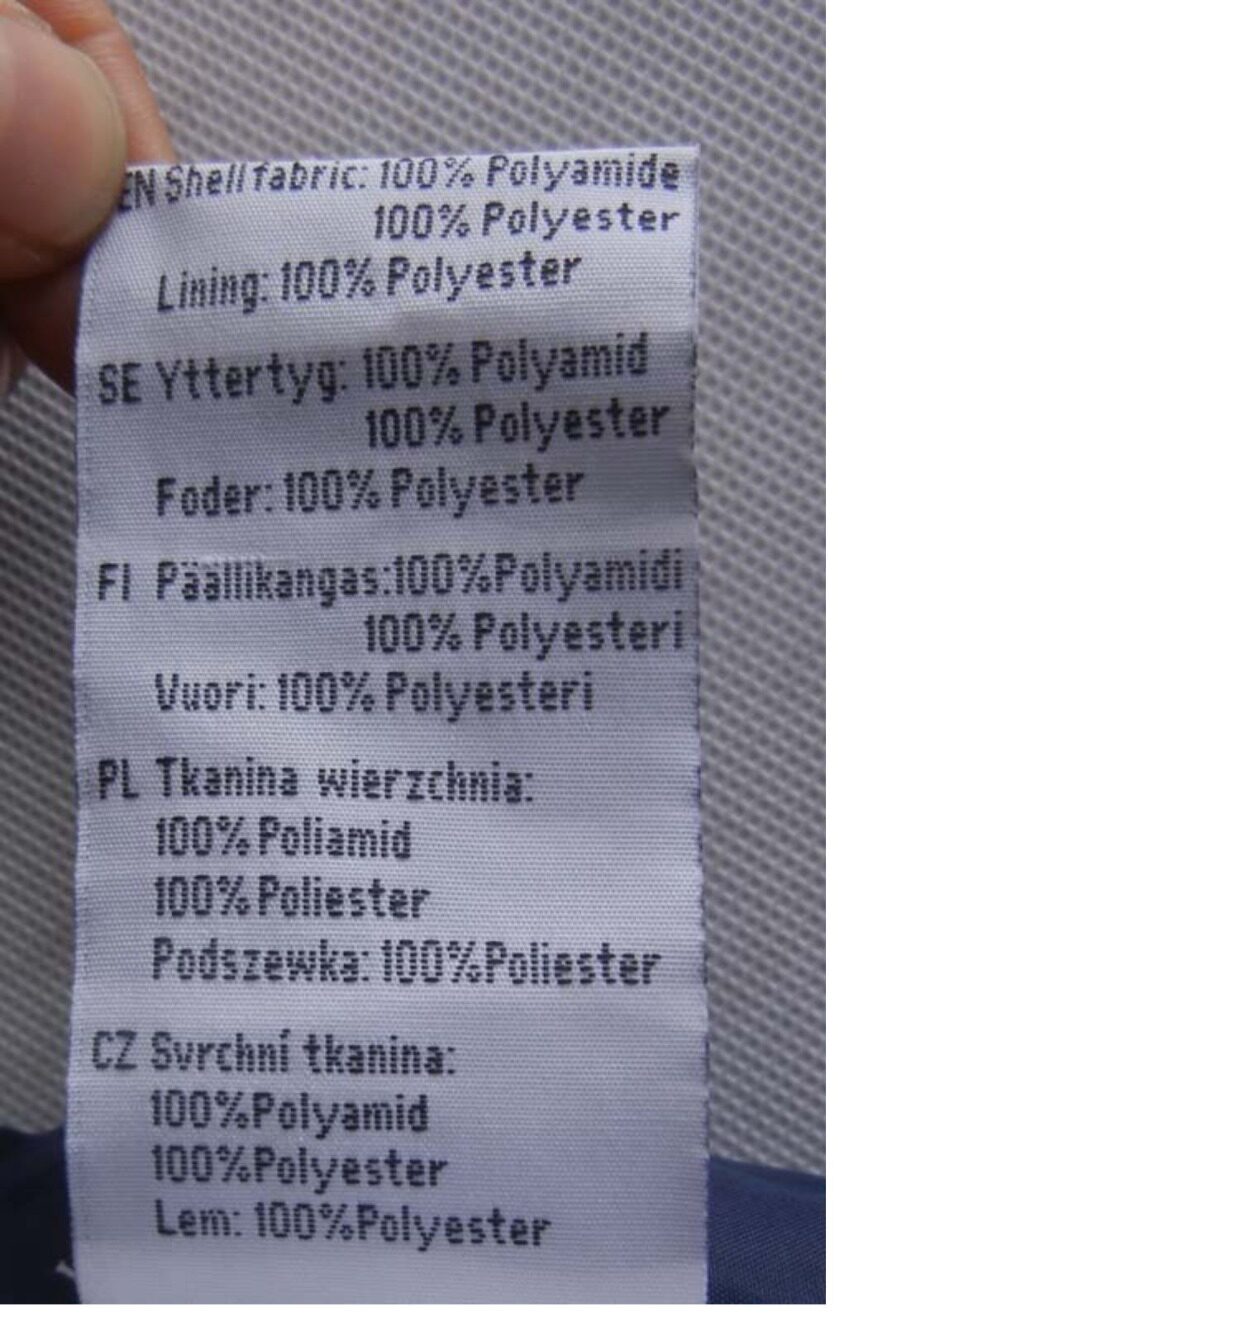 EN Shell fabric: 100% Polyamide
100% Polyester
Lining: 100% Polyester
SE Yttertyg: 100% Polyamid
100% Polyester
Foder: 100% Polyester
FI Päällikangas:100%Polyamidi
100% Polyesteri
Vuori: 100% Polyesteri
PL Tkanina wierzchnia:
100% Poliamid
100% Poliester
Podszewka: 100%Poliester
CZ Svrchní tkanina:
100%Polyamid
100%Polyester
Lem: 100%Polyester